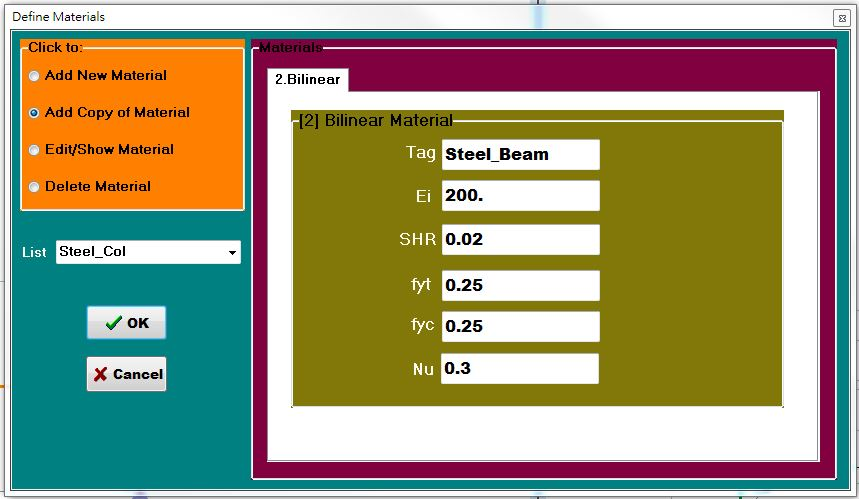 Define Materials
Click to:
Add New Material
Add Copy of Material
Edit/Show Material
Delete Material
List Steel_Col
OK
Cancel
Materials
2.Bilinear
[2] Bilinear Material
Tag Steel_Beam
Ei 200.
SHR 0.02
fyt 0.25
fyc 0.25
Nu 0.3